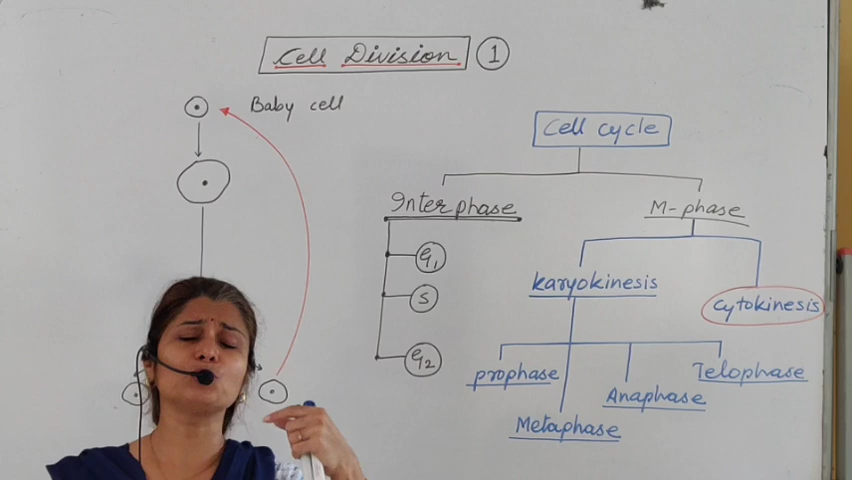 Cell Division 1
Baby cell
Cell cycle
Interphase
M-phase
G1
S
G2
karyokinesis
cytokinesis
prophase
Metaphase
Anaphase
Telophase